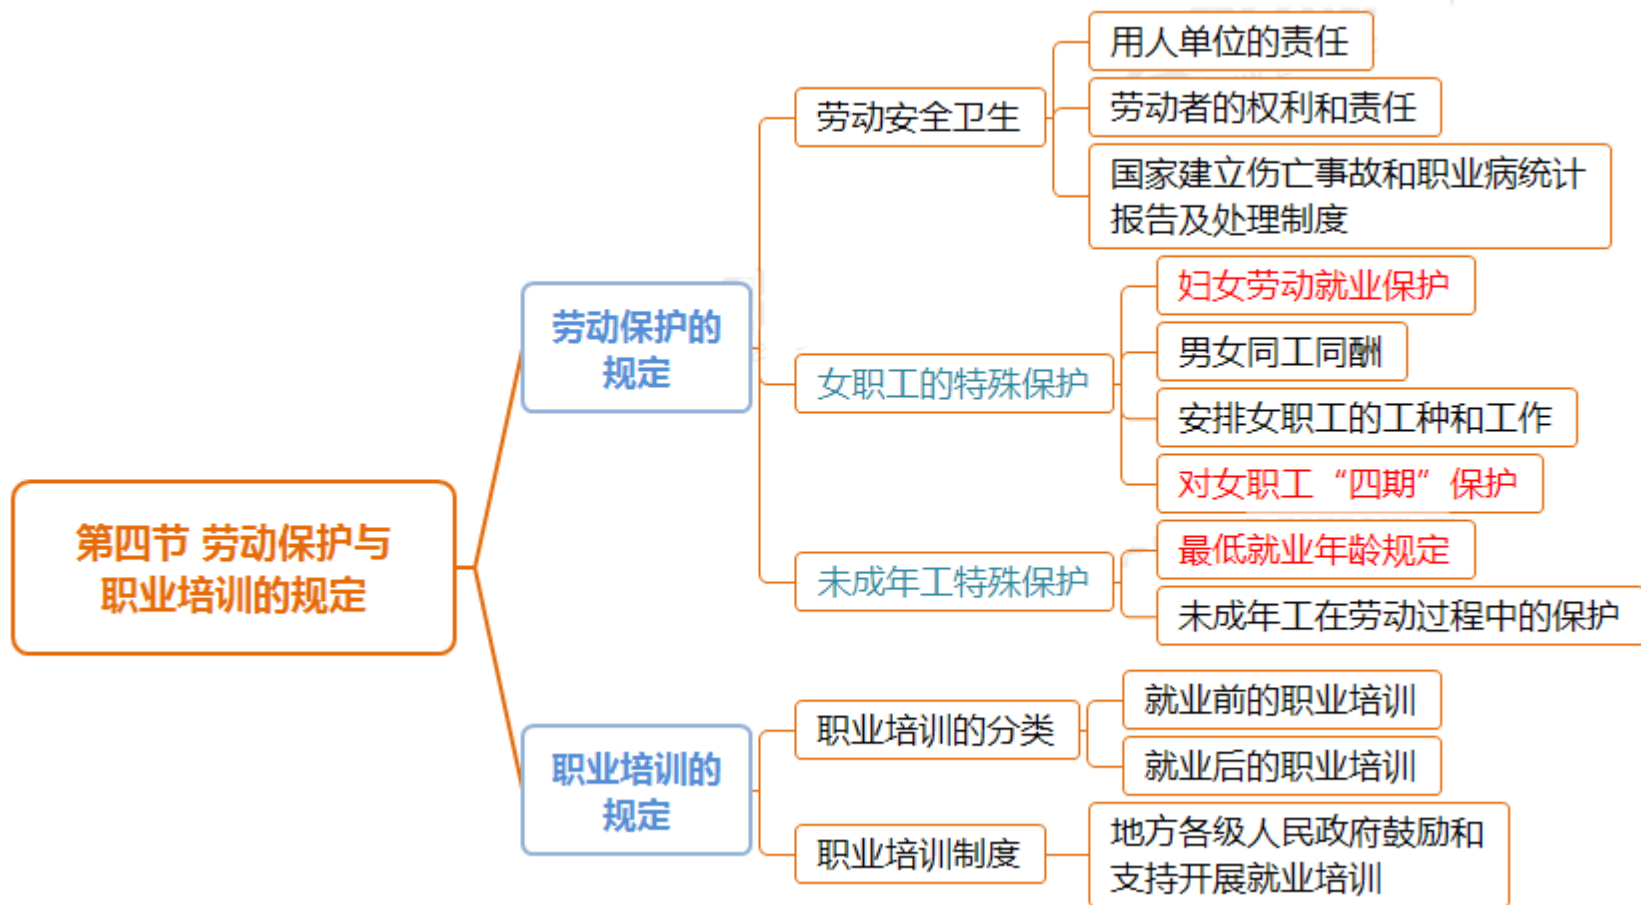 第四节 劳动保护与
职业培训的规定
劳动保护的
规定
劳动安全卫生
用人单位的责任
劳动者的权利和责任
国家建立伤亡事故和职业病统计
报告及处理制度
女职工的特殊保护
妇女劳动就业保护
男女同工同酬
安排女职工的工种和工作
对女职工“四期”保护
未成年工特殊保护
最低就业年龄规定
未成年工在劳动过程中的保护
职业培训的
规定
职业培训的分类
就业前的职业培训
就业后的职业培训
职业培训制度
地方各级人民政府鼓励和
支持开展就业培训